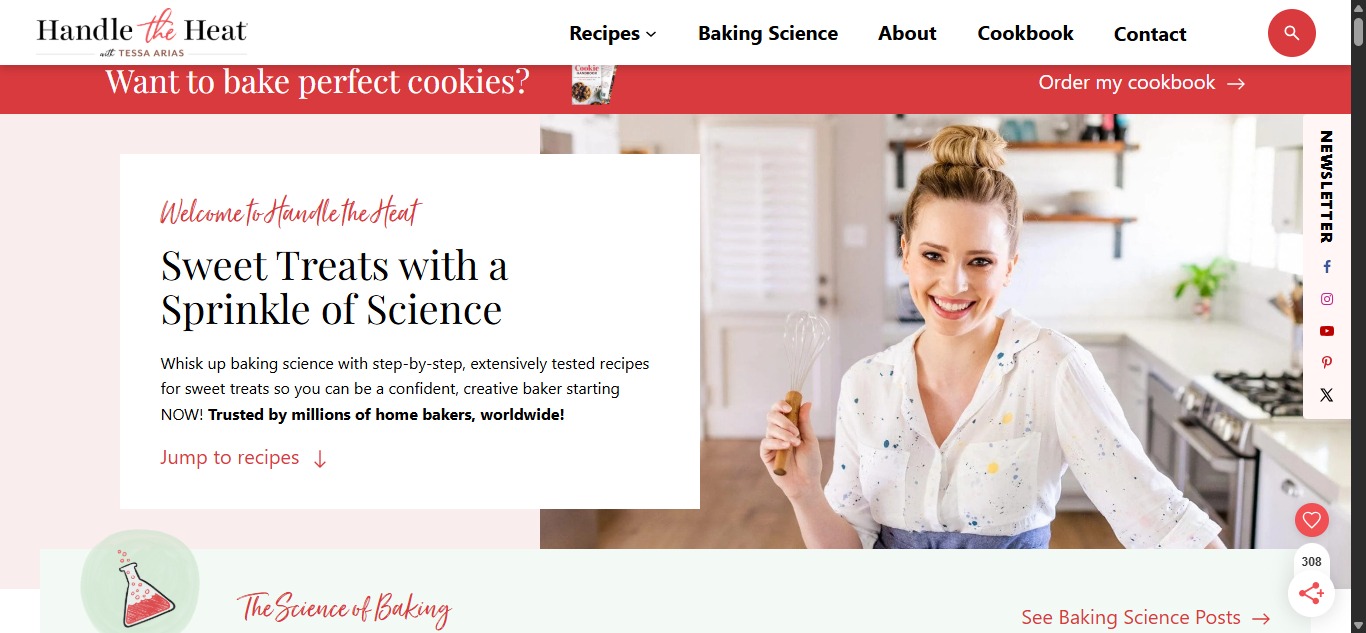 Handle the Heat
with TESSA ARIAS
Recipes
Baking Science
About
Cookbook
Contact
Want to bake perfect cookies?
Cookie
HANDBOOK
Order my cookbook
NEWSLETTER
Welcome to Handle the Heat
Sweet Treats with a
Sprinkle of Science
Whisk up baking science with step-by-step, extensively tested recipes
for sweet treats so you can be a confident, creative baker starting
NOW! Trusted by millions of home bakers, worldwide!
Jump to recipes
308
The Science of Baking
See Baking Science Posts